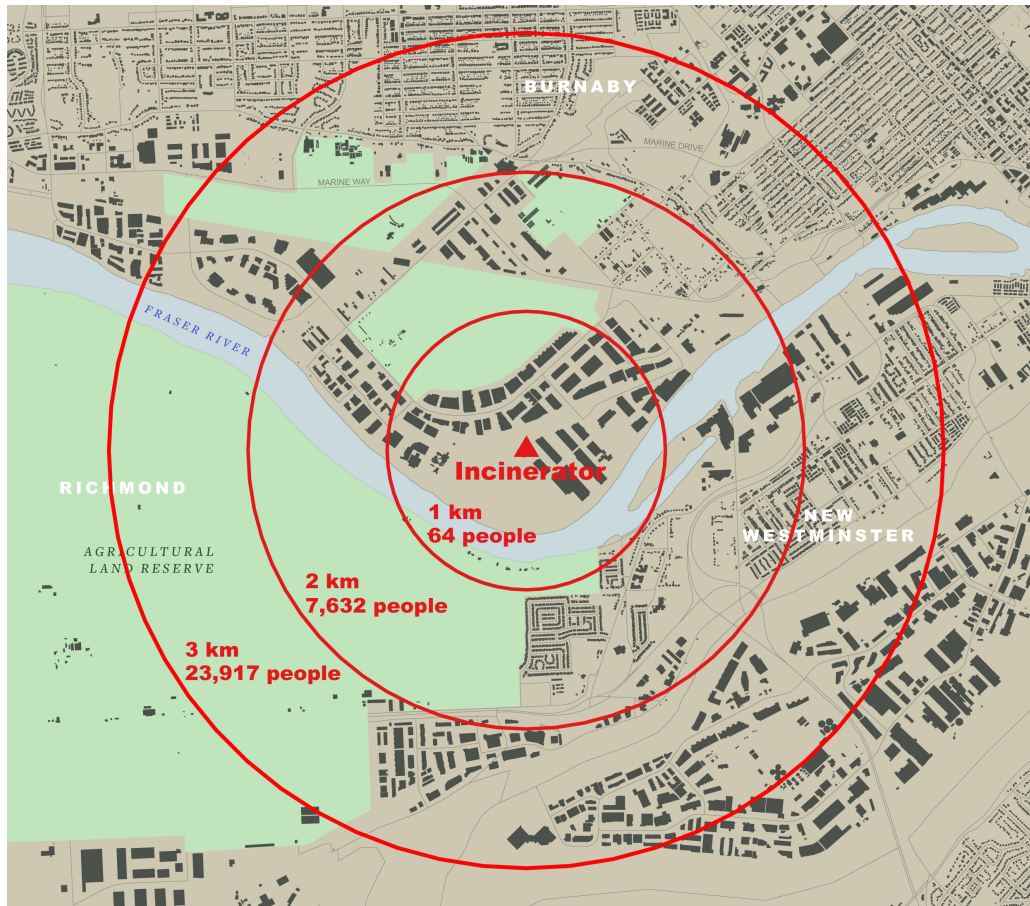 BURNABY
MARINE DRIVE
MARINE WAY
FRASER RIVER
Incinerator
RICHMOND
1 km
64 people
NEW
WESTMINSTER
AGRICULTURAL
LAND RESERVE
2 km
7,632 people
3 km
23,917 people